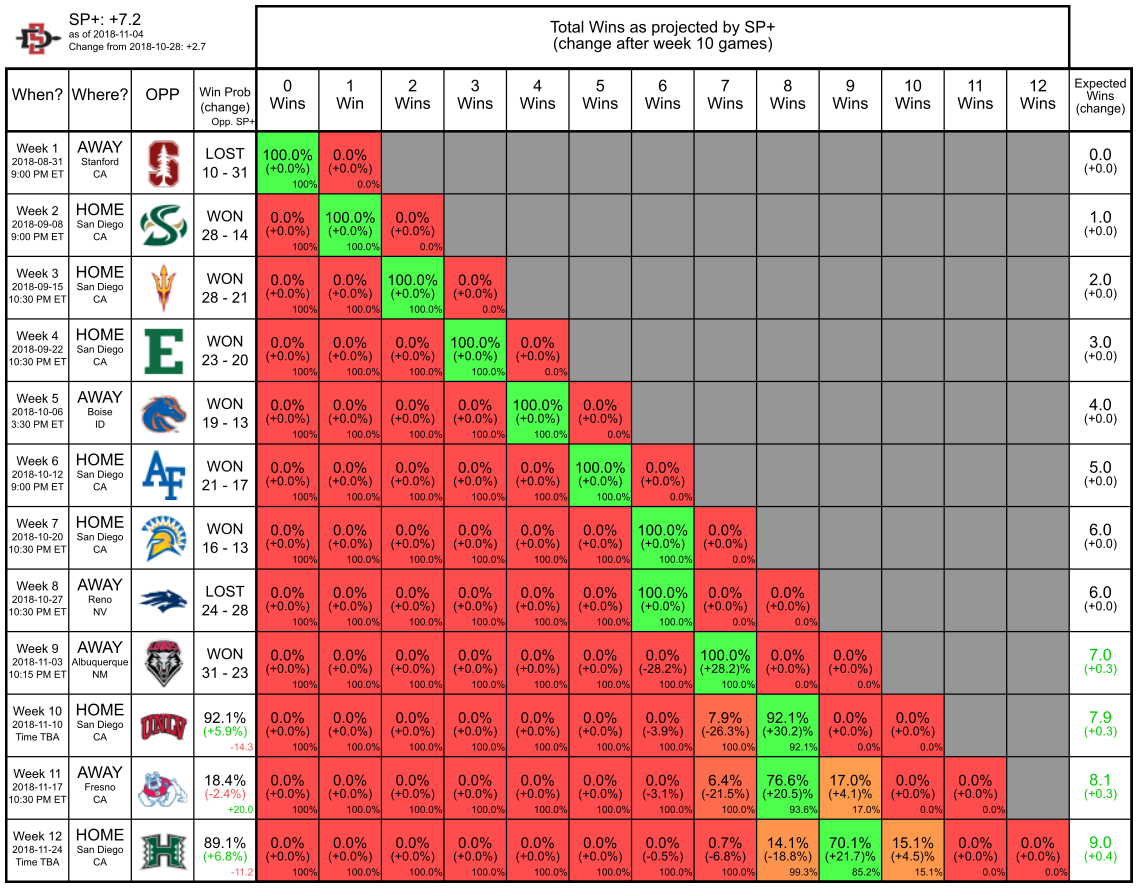 SP+: +7.2
as of 2018-11-04
Change from 2018-10-28: +2.7
Total Wins as projected by SP+
(change after week 10 games)
When? Where? OPP Win Prob (change) Opp. SP+ 0 Wins 1 Win 2 Wins 3 Wins 4 Wins 5 Wins 6 Wins 7 Wins 8 Wins 9 Wins 10 Wins 11 Wins 12 Wins Expected Wins (change)
Week 1 AWAY LOST 100.0% 0.0% 0.0
2018-08-31 Stanford 10 - 31 (+0.0%) (+0.0%) (+0.0)
9:00 PM ET CA 100% 0.0%
Week 2 HOME WON 0.0% 100.0% 0.0% 1.0
2018-09-08 San Diego 28 - 14 (+0.0%) (+0.0%) (+0.0%) (+0.0)
9:00 PM ET CA 100% 100.0% 0.0%
Week 3 HOME WON 0.0% 0.0% 100.0% 0.0% 2.0
2018-09-15 San Diego 28 - 21 (+0.0%) (+0.0%) (+0.0%) (+0.0%) (+0.0)
10:30 PM ET CA 100% 100.0% 100.0% 0.0%
Week 4 HOME E WON 0.0% 0.0% 0.0% 100.0% 0.0% 3.0
2018-09-22 San Diego 23 - 20 (+0.0%) (+0.0%) (+0.0%) (+0.0%) (+0.0%) (+0.0)
10:30 PM ET CA 100% 100.0% 100.0% 100.0% 0.0%
Week 5 AWAY WON 0.0% 0.0% 0.0% 0.0% 100.0% 0.0% 4.0
2018-10-06 Boise 19 - 13 (+0.0%) (+0.0%) (+0.0%) (+0.0%) (+0.0%) (+0.0%) (+0.0)
3:30 PM ET ID 100% 100.0% 100.0% 100.0% 100.0% 0.0%
Week 6 HOME AF WON 0.0% 0.0% 0.0% 0.0% 0.0% 100.0% 0.0% 5.0
2018-10-12 San Diego 21 - 17 (+0.0%) (+0.0%) (+0.0%) (+0.0%) (+0.0%) (+0.0%) (+0.0%) (+0.0)
9:00 PM ET CA 100% 100.0% 100.0% 100.0% 100.0% 100.0% 0.0%
Week 7 HOME WON 0.0% 0.0% 0.0% 0.0% 0.0% 0.0% 100.0% 0.0% 6.0
2018-10-20 San Diego 16 - 13 (+0.0%) (+0.0%) (+0.0%) (+0.0%) (+0.0%) (+0.0%) (+0.0%) (+0.0%) (+0.0)
10:30 PM ET CA 100% 100.0% 100.0% 100.0% 100.0% 100.0% 100.0% 0.0%
Week 8 AWAY LOST 0.0% 0.0% 0.0% 0.0% 0.0% 0.0% 100.0% 0.0% 0.0% 6.0
2018-10-27 Reno 24 - 28 (+0.0%) (+0.0%) (+0.0%) (+0.0%) (+0.0%) (+0.0%) (+0.0%) (+0.0%) (+0.0%) (+0.0)
10:30 PM ET NV 100% 100.0% 100.0% 100.0% 100.0% 100.0% 100.0% 0.0% 0.0%
Week 9 AWAY WON 0.0% 0.0% 0.0% 0.0% 0.0% 0.0% 0.0% 100.0% 0.0% 0.0% 7.0
2018-11-03 Albuquerque 31 - 23 (+0.0%) (+0.0%) (+0.0%) (+0.0%) (+0.0%) (+0.0%) (-28.2%) (+28.2)% (+0.0%) (+0.0%) (+0.3)
10:15 PM ET NM 100% 100.0% 100.0% 100.0% 100.0% 100.0% 100.0% 100.0% 0.0% 0.0%
Week 10 HOME UNLV 92.1% 0.0% 0.0% 0.0% 0.0% 0.0% 0.0% 0.0% 7.9% 92.1% 0.0% 0.0% 7.9
2018-11-10 San Diego (+5.9%) (+0.0%) (+0.0%) (+0.0%) (+0.0%) (+0.0%) (+0.0%) (-3.9%) (-26.3%) (+30.2)% (+0.0%) (+0.0%) (+0.3)
Time TBA CA -14.3 100% 100.0% 100.0% 100.0% 100.0% 100.0% 100.0% 100.0% 92.1% 0.0% 0.0%
Week 11 AWAY 18.4% 0.0% 0.0% 0.0% 0.0% 0.0% 0.0% 0.0% 6.4% 76.6% 17.0% 0.0% 0.0% 8.1
2018-11-17 Fresno (-2.4%) (+0.0%) (+0.0%) (+0.0%) (+0.0%) (+0.0%) (+0.0%) (-3.1%) (-21.5%) (+20.5)% (+4.1)% (+0.0%) (+0.0%) (+0.3)
10:30 PM ET CA +20.0 100% 100.0% 100.0% 100.0% 100.0% 100.0% 100.0% 100.0% 93.6% 17.0% 0.0% 0.0%
Week 12 HOME H 89.1% 0.0% 0.0% 0.0% 0.0% 0.0% 0.0% 0.0% 0.7% 14.1% 70.1% 15.1% 0.0% 0.0% 9.0
2018-11-24 San Diego (+6.8%) (+0.0%) (+0.0%) (+0.0%) (+0.0%) (+0.0%) (+0.0%) (-0.5%) (-6.8%) (-18.8%) (+21.7)% (+4.5)% (+0.0%) (+0.0%) (+0.4)
Time TBA CA -11.2 100% 100.0% 100.0% 100.0% 100.0% 100.0% 100.0% 100.0% 99.3% 85.2% 15.1% 0.0% 0.0%